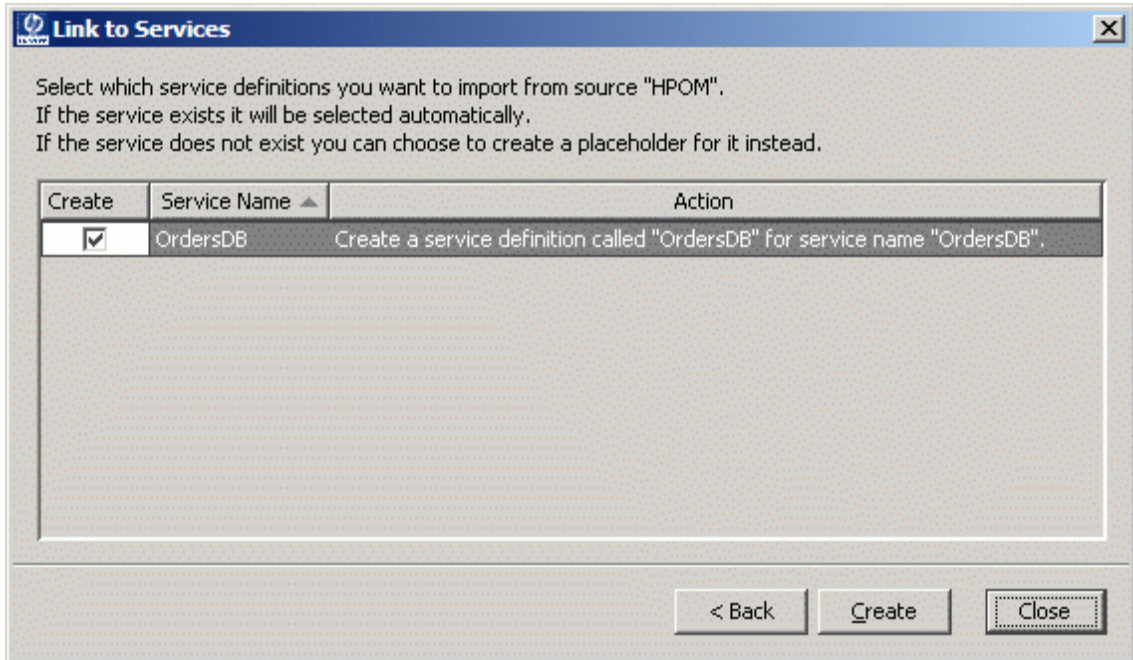 Link to Services
Select which service definitions you want to import from source "HPOM".
If the service exists it will be selected automatically.
If the service does not exist you can choose to create a placeholder for it instead.
Create Service Name Action
OrdersDB Create a service definition called "OrdersDB" for service name "OrdersDB".
< Back Create Close